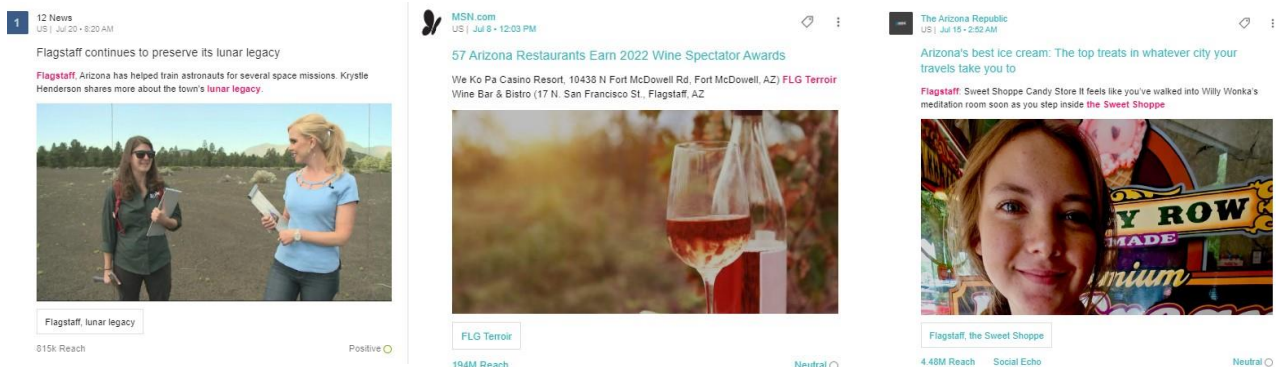 1
12 News
US | Jul 20 • 8:20 AM
Flagstaff continues to preserve its lunar legacy
Flagstaff, Arizona has helped train astronauts for several space missions. Krystle
Henderson shares more about the town's lunar legacy.
Flagstaff, lunar legacy
815k Reach
Positive
MSN.com
US | Jul 8 • 12:03 PM
57 Arizona Restaurants Earn 2022 Wine Spectator Awards
We Ko Pa Casino Resort, 10438 N Fort McDowell Rd, Fort McDowell, AZ) FLG Terroir
Wine Bar & Bistro (17 N. San Francisco St., Flagstaff, AZ
FLG Terroir
194M Reach
Neutral
The Arizona Republic
US | Jul 15 • 2:52 AM
Arizona's best ice cream: The top treats in whatever city your
travels take you to
Flagstaff: Sweet Shoppe Candy Store It feels like you've walked into Willy Wonka's
meditation room soon as you step inside the Sweet Shoppe
Y ROW
MADE
mium
Flagstaff, the Sweet Shoppe
4.48M Reach
Social Echo
Neutral